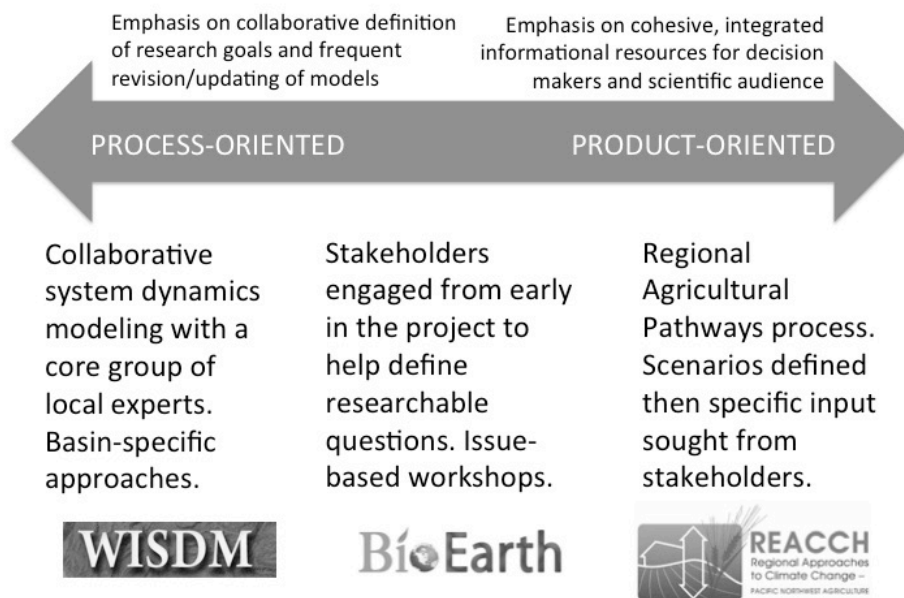 Emphasis on collaborative definition
of research goals and frequent
revision/updating of models
Emphasis on cohesive, integrated
informational resources for decision
makers and scientific audience
PROCESS-ORIENTED
PRODUCT-ORIENTED
Collaborative
system dynamics
modeling with a
core group of
local experts.
Basin-specific
approaches.
Stakeholders
engaged from early
in the project to
help define
researchable
questions. Issue-
based workshops.
Regional
Agricultural
Pathways process.
Scenarios defined
then specific input
sought from
stakeholders.
WISDM
BioEarth
REACCH
Regional Approaches
to Climate Change –
PACIFIC NORTHWEST AGRICULTURE